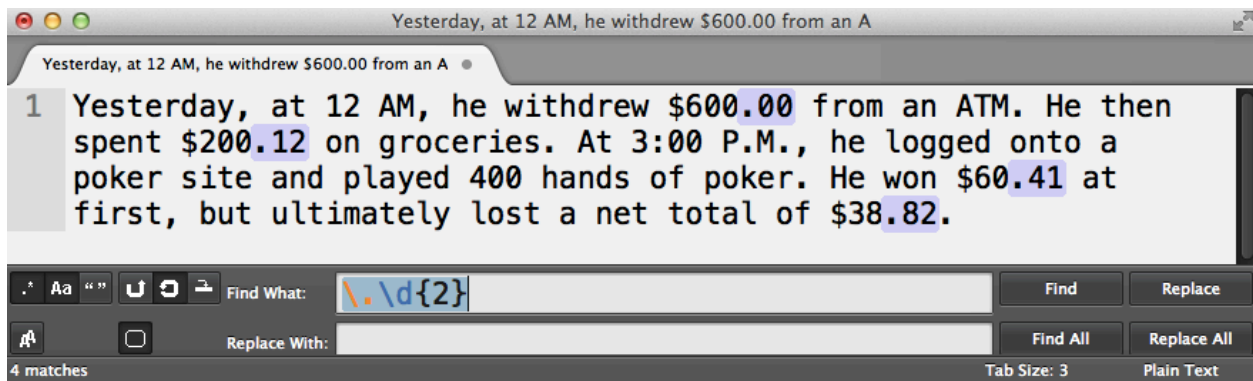 Yesterday, at 12 AM, he withdrew $600.00 from an A
Yesterday, at 12 AM, he withdrew $600.00 from an A
1 Yesterday, at 12 AM, he withdrew $600.00 from an ATM. He then
spent $200.12 on groceries. At 3:00 P.M., he logged onto a
poker site and played 400 hands of poker. He won $60.41 at
first, but ultimately lost a net total of $38.82.
.* Aa “” Find What: \.\d{2} Find Replace
AA Replace With: Find All Replace All
4 matches Tab Size: 3 Plain Text